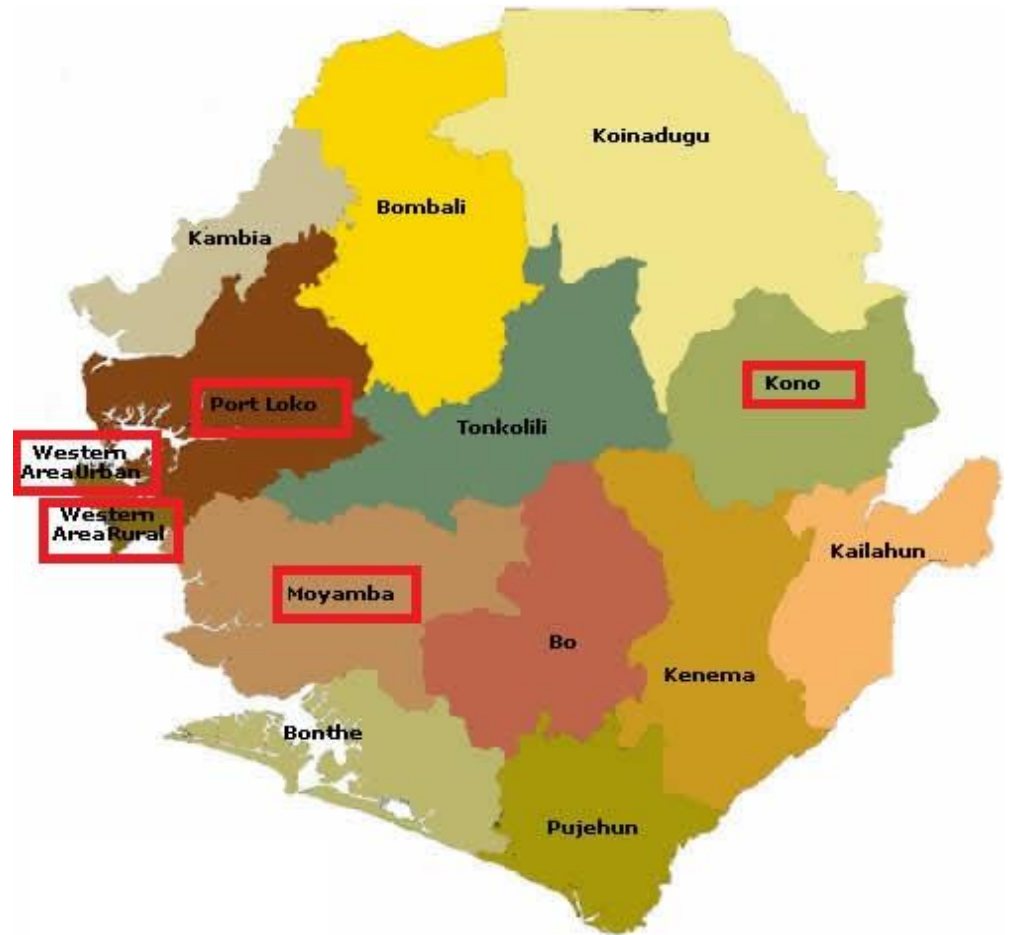 Koinadugu
Bombali
Kambia
Kono
Port Loko
Tonkolili
Western
AreaUrban
Western
AreaRural
Kailahun
Moyamba
Bo
Kenema
Bonthe
Pujehun